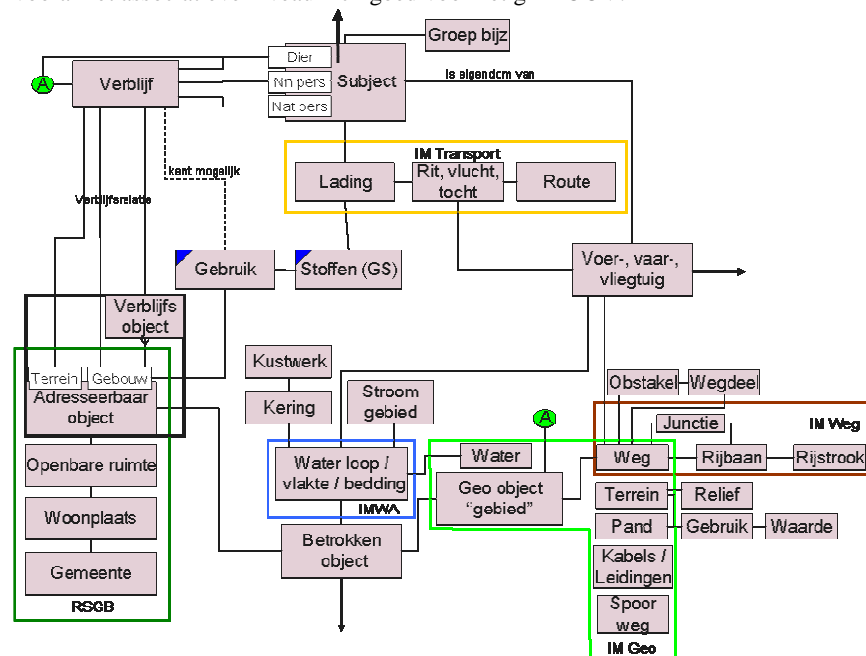 Groep bijz
Dier
A
Verblijf
Nn pers
Subject
is eigendom van
Nat pers
IM Transport
kant mogelijk
Lading
Rit, vlucht,
tocht
Route
Verblijfsrelatie
Gebruik
Stoffen (GS)
Voer-, vaar-,
vliegtuig
Verblijfs
object
Kustwerk
Terrein
Gebouw
Adresseerbaar
object
Kering
Stroom
gebied
Obstakel
Wegdeel
A
Junctie
IM Weg
Openbare ruimte
Water loop /
vlakte / bedding
IMWA
Water
Weg
Rijbaan
Rijstrook
Geo object
“gebied”
Terrein
Relief
Woonplaats
Betrokken
object
Pand
Gebruik
Waarde
Gemeente
Kabels /
Leidingen
RSGB
Spoor
weg
IM Geo